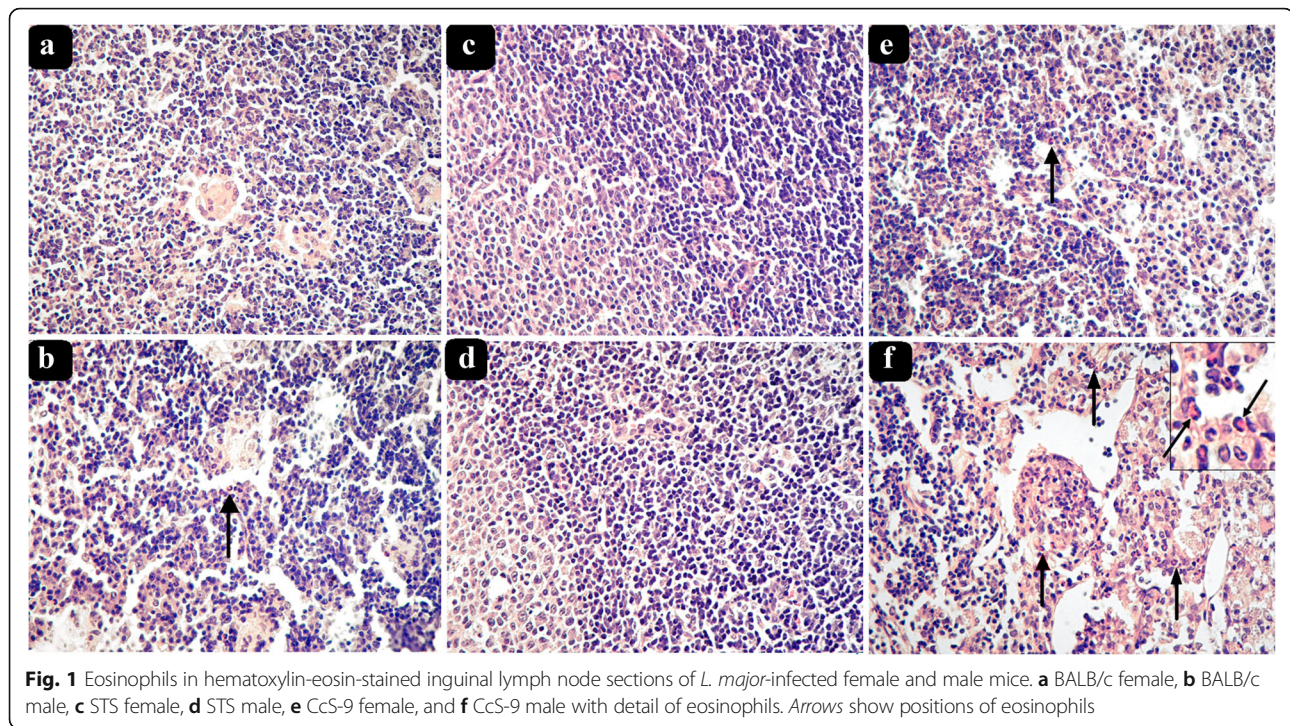 a
c
e
b
d
f
Fig. 1 Eosinophils in hematoxylin-eosin-stained inguinal lymph node sections of L. major-infected female and male mice. a BALB/c female, b BALB/c
male, c STS female, d STS male, e CcS-9 female, and f CcS-9 male with detail of eosinophils. Arrows show positions of eosinophils